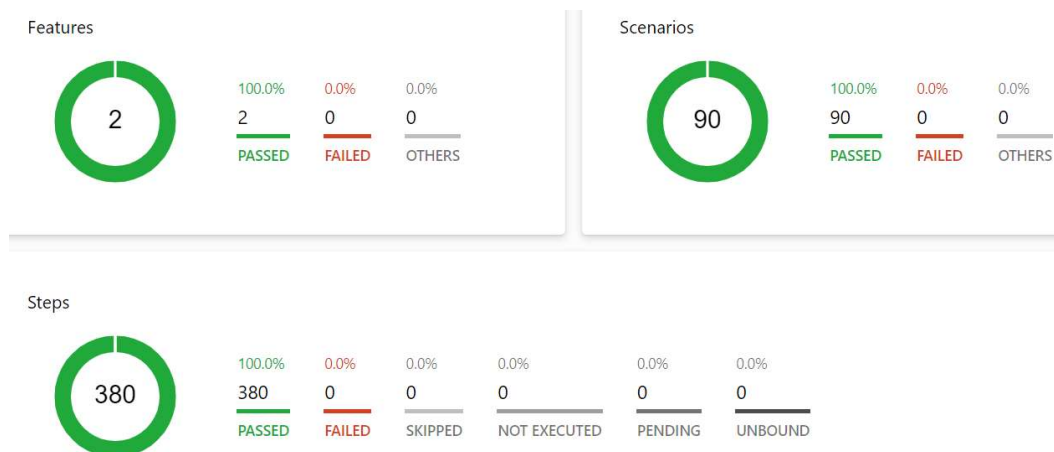 Features
2
100.0% 0.0% 0.0%
2 0 0
PASSED FAILED OTHERS
Scenarios
90
100.0% 0.0% 0.0%
90 0 0
PASSED FAILED OTHERS
Steps
380
100.0% 0.0% 0.0% 0.0% 0.0% 0.0%
380 0 0 0 0 0
PASSED FAILED SKIPPED NOT EXECUTED PENDING UNBOUND